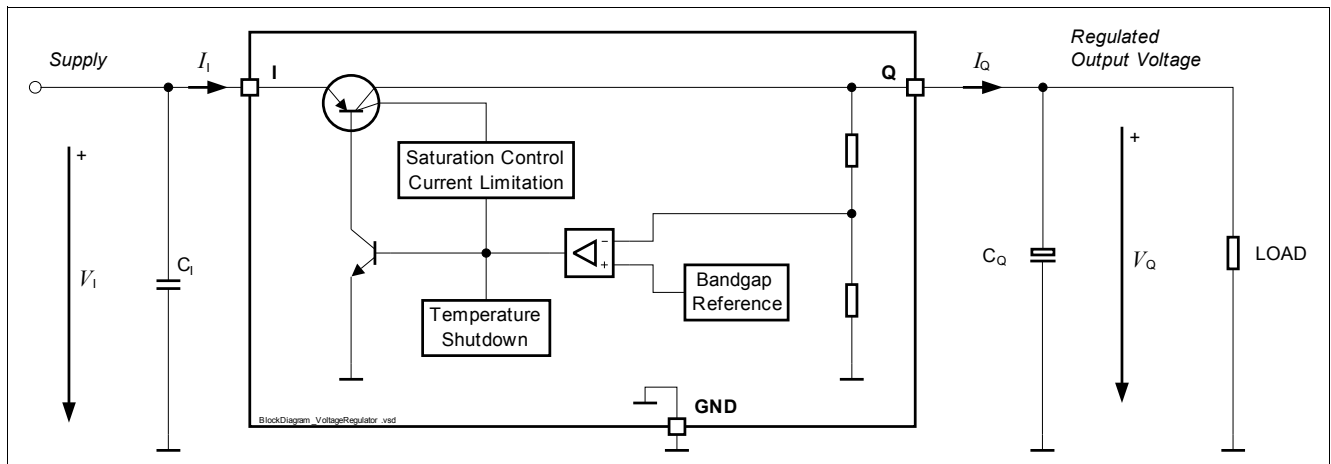 Supply
I_I
I
Q
I_Q
Regulated
Output Voltage
+
Saturation Control
Current Limitation
+
V_I
C_I
−
+
Bandgap
Reference
Temperature
Shutdown
C_Q
V_Q
LOAD
GND
BlockDiagram_VoltageRegulator.vsd